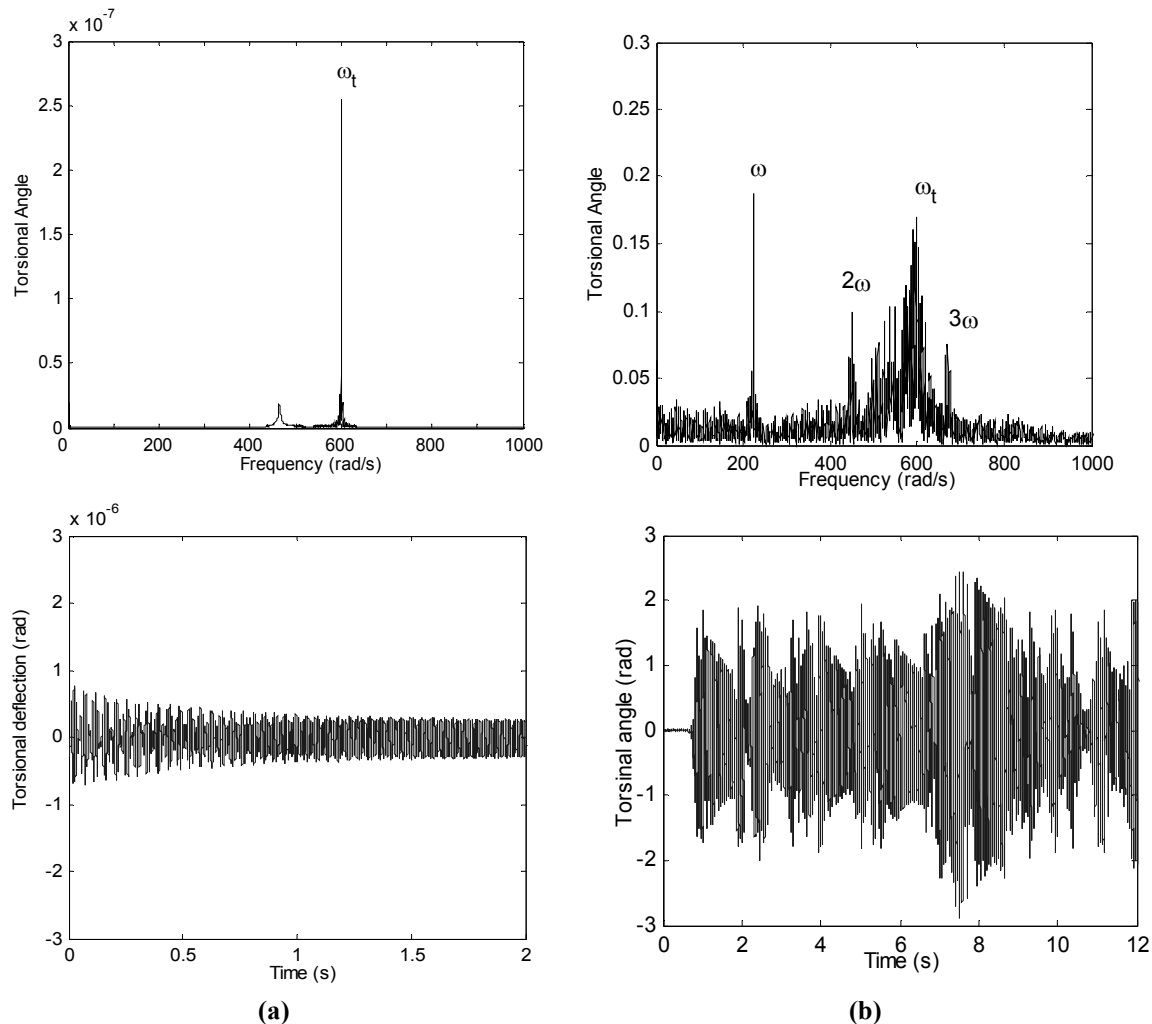 x 10^-7
3
2.5
2
1.5
1
0.5
0
Torsional Angle
ωt
0 200 400 600 800 1000
Frequency (rad/s)
0.3
0.25
0.2
0.15
0.1
0.05
0
Torsional Angle
ω
2ω
ωt
3ω
0 200 400 600 800 1000
Frequency (rad/s)
x 10^-6
3
2
1
0
-1
-2
-3
Torsional deflection (rad)
0 0.5 1 1.5 2
Time (s)
(a)
3
2
1
0
-1
-2
-3
Torsinal angle (rad)
0 2 4 6 8 10 12
Time (s)
(b)